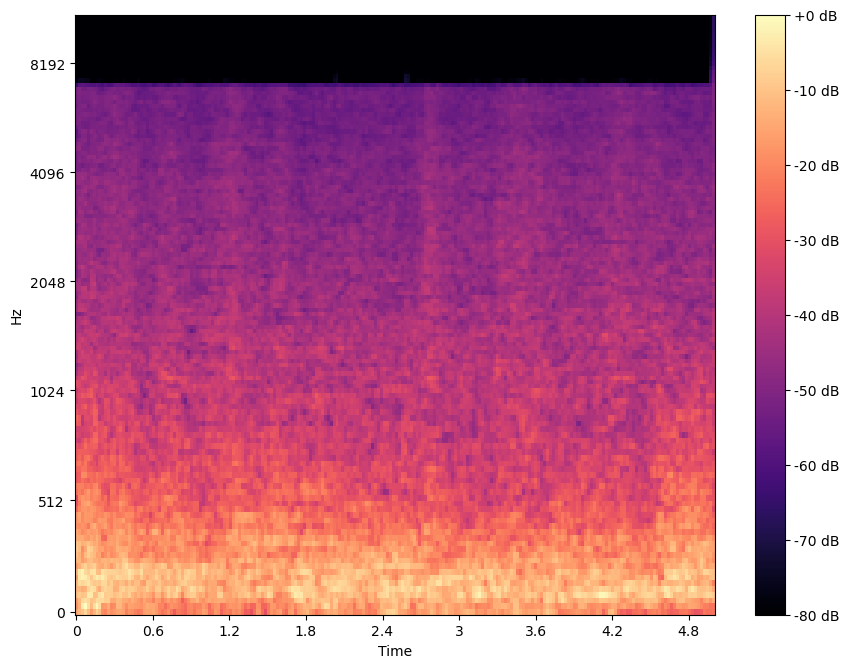 +0 dB
8192
-10 dB
4096
-20 dB
-30 dB
2048
Hz
-40 dB
1024
-50 dB
512
-60 dB
-70 dB
0
-80 dB
0 0.6 1.2 1.8 2.4 3 3.6 4.2 4.8
Time